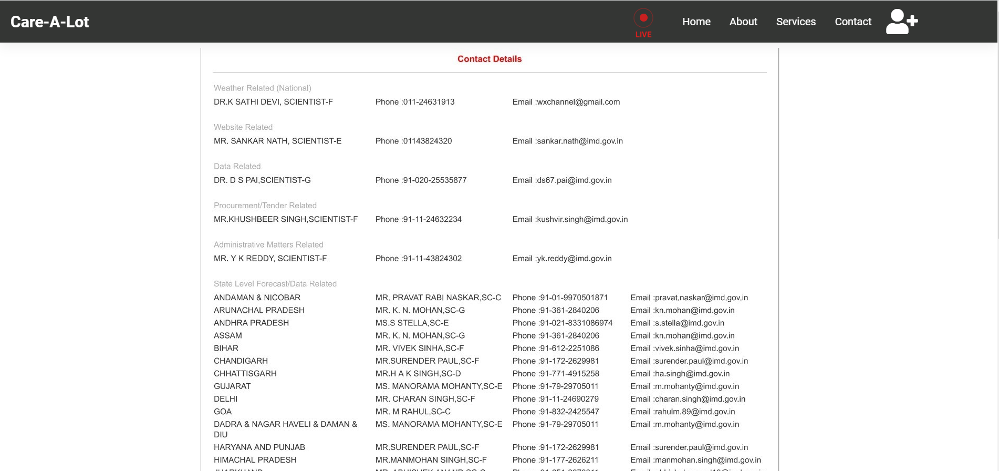 Care-A-Lot
LIVE
Home About Services Contact
Contact Details
Weather Related (National)
DR.K SATHI DEVI, SCIENTIST-F Phone :011-24631913 Email :wxchannel@gmail.com
Website Related
MR. SANKAR NATH, SCIENTIST-E Phone :01143824320 Email :sankar.nath@imd.gov.in
Data Related
DR. D S PAI,SCIENTIST-G Phone :91-020-25535877 Email :ds67.pai@imd.gov.in
Procurement/Tender Related
MR.KHUSHBEER SINGH,SCIENTIST-F Phone :91-11-24632234 Email :kushvir.singh@imd.gov.in
Administrative Matters Related
MR. Y K REDDY, SCIENTIST-F Phone :91-11-43824302 Email :yk.reddy@imd.gov.in
State Level Forecast/Data Related
ANDAMAN & NICOBAR MR. PRAVAT RABI NASKAR,SC-C Phone :91-01-9970501871 Email :pravat.naskar@imd.gov.in
ARUNACHAL PRADESH MR. K. N. MOHAN,SC-G Phone :91-361-2840206 Email :kn.mohan@imd.gov.in
ANDHRA PRADESH MS.S STELLA,SC-E Phone :91-021-8331086974 Email :s.stella@imd.gov.in
ASSAM MR. K. N. MOHAN,SC-G Phone :91-361-2840206 Email :kn.mohan@imd.gov.in
BIHAR MR. VIVEK SINHA,SC-F Phone :91-612-2251086 Email :vivek.sinha@imd.gov.in
CHANDIGARH MR.SURENDER PAUL,SC-F Phone :91-172-2629981 Email :surender.paul@imd.gov.in
CHHATTISGARH MR.H A K SINGH,SC-D Phone :91-771-4915258 Email :ha.singh@imd.gov.in
GUJARAT MS. MANORAMA MOHANTY,SC-E Phone :91-79-29705011 Email :m.mohanty@imd.gov.in
DELHI MR. CHARAN SINGH,SC-F Phone :91-11-24690279 Email :charan.singh@imd.gov.in
GOA MR. M RAHUL,SC-C Phone :91-832-2425547 Email :rahulm.89@imd.gov.in
DADRA & NAGAR HAVELI & DAMAN & MS. MANORAMA MOHANTY,SC-E Phone :91-79-29705011 Email :m.mohanty@imd.gov.in
DIU
HARYANA AND PUNJAB MR.SURENDER PAUL,SC-F Phone :91-172-2629981 Email :surender.paul@imd.gov.in
HIMACHAL PRADESH MR.MANMOHAN SINGH,SC-F Phone :91-177-2626211 Email :manmohan.singh@imd.gov.in